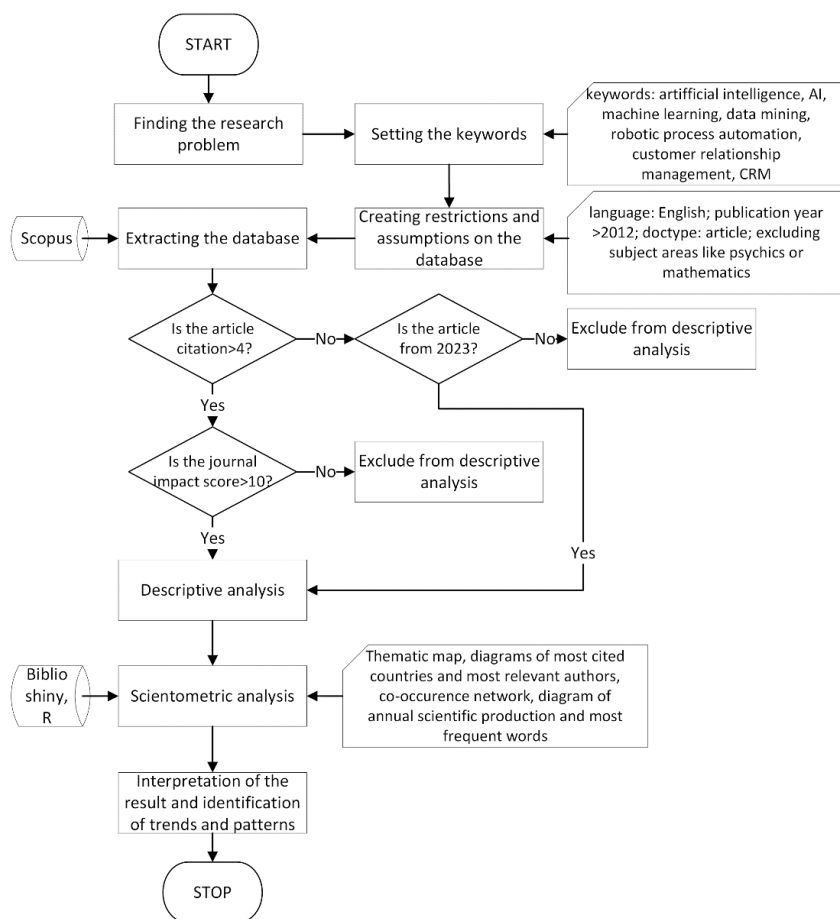 START
Finding the research
problem
Setting the keywords
keywords: artifficial intelligence, AI,
machine learning, data mining,
robotic process automation,
customer relationship
management, CRM
Scopus
Extracting the database
Creating restrictions and
assumptions on the
database
language: English; publication year
>2012; doctype: article; excluding
subject areas like psychics or
mathematics
Is the article
citation>4?
No
Is the article
from 2023?
No
Exclude from descriptive
analysis
Yes
Is the journal
impact score>10?
No
Exclude from descriptive
analysis
Yes
Yes
Descriptive analysis
Biblio
shiny,
R
Scientometric analysis
Thematic map, diagrams of most cited
countries and most relevant authors,
co-occurence network, diagram of
annual scientific production and most
frequent words
Interpretation of the
result and identification
of trends and patterns
STOP